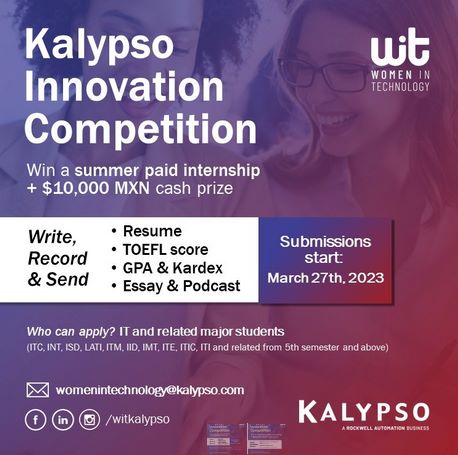 Kalypso
Innovation
Competition
wit
WOMEN IN
TECHNOLOGY
Win a summer paid internship
+ $10,000 MXN cash prize
Write,
Record
& Send
• Resume
• TOEFL score
• GPA & Kardex
• Essay & Podcast
Submissions
start:
March 27th, 2023
Who can apply? IT and related major students
(ITC, INT, ISD, LATI, ITM, IID, IMT, ITE, ITIC, ITI and related from 5th semester and above)
womenintechnology@kalypso.com
/witkalypso
KALYPSO
A ROCKWELL AUTOMATION BUSINESS